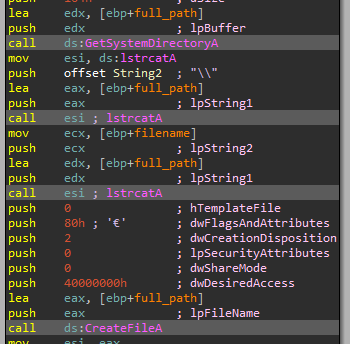 lea edx, [ebp+full_path]
push edx ; lpBuffer
call ds:GetSystemDirectoryA
mov esi, ds:lstrcatA
push offset String2 ; "\\"
lea eax, [ebp+full_path]
push eax ; lpString1
call esi ; lstrcatA
mov ecx, [ebp+filename]
push ecx ; lpString2
lea edx, [ebp+full_path]
push edx ; lpString1
call esi ; lstrcatA
push 0 ; hTemplateFile
push 80h ; '€' ; dwFlagsAndAttributes
push 2 ; dwCreationDisposition
push 0 ; lpSecurityAttributes
push 0 ; dwShareMode
push 40000000h ; dwDesiredAccess
lea eax, [ebp+full_path]
push eax ; lpFileName
call ds:CreateFileA
mov esi, eax